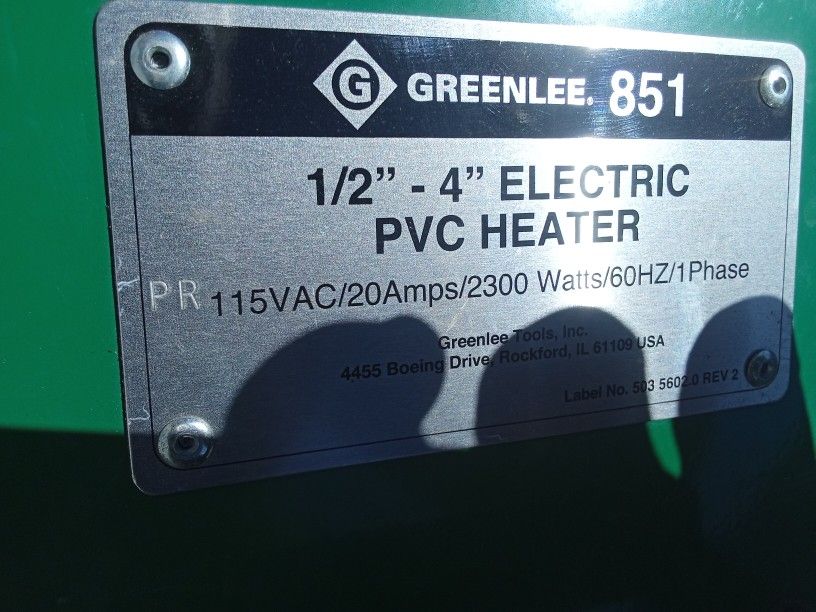 G GREENLEE. 851
1/2” - 4” ELECTRIC
PVC HEATER
PR 115VAC/20Amps/2300 Watts/60HZ/1Phase
Greenlee Tools, Inc.
4455 Boeing Drive, Rockford, IL 61109 USA
Label No. 503 5602.0 REV 2